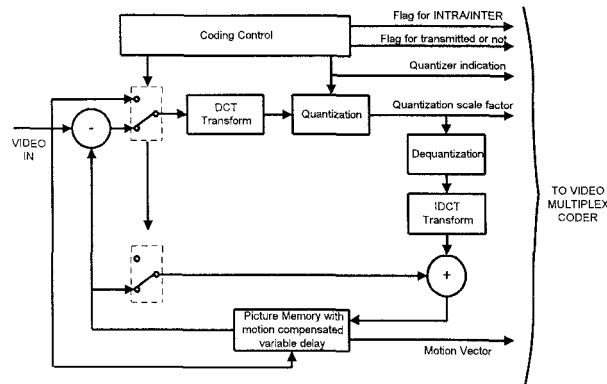 Flag for INTRA/INTER
Coding Control
Flag for transmitted or not
Quantizer indication
DCT
Transform
Quantization
Quantization scale factor
-
VIDEO
IN
Dequantization
IDCT
Transform
TO VIDEO
MULTIPLEX
CODER
+
Picture Memory with
motion compensated
variable delay
Motion Vector